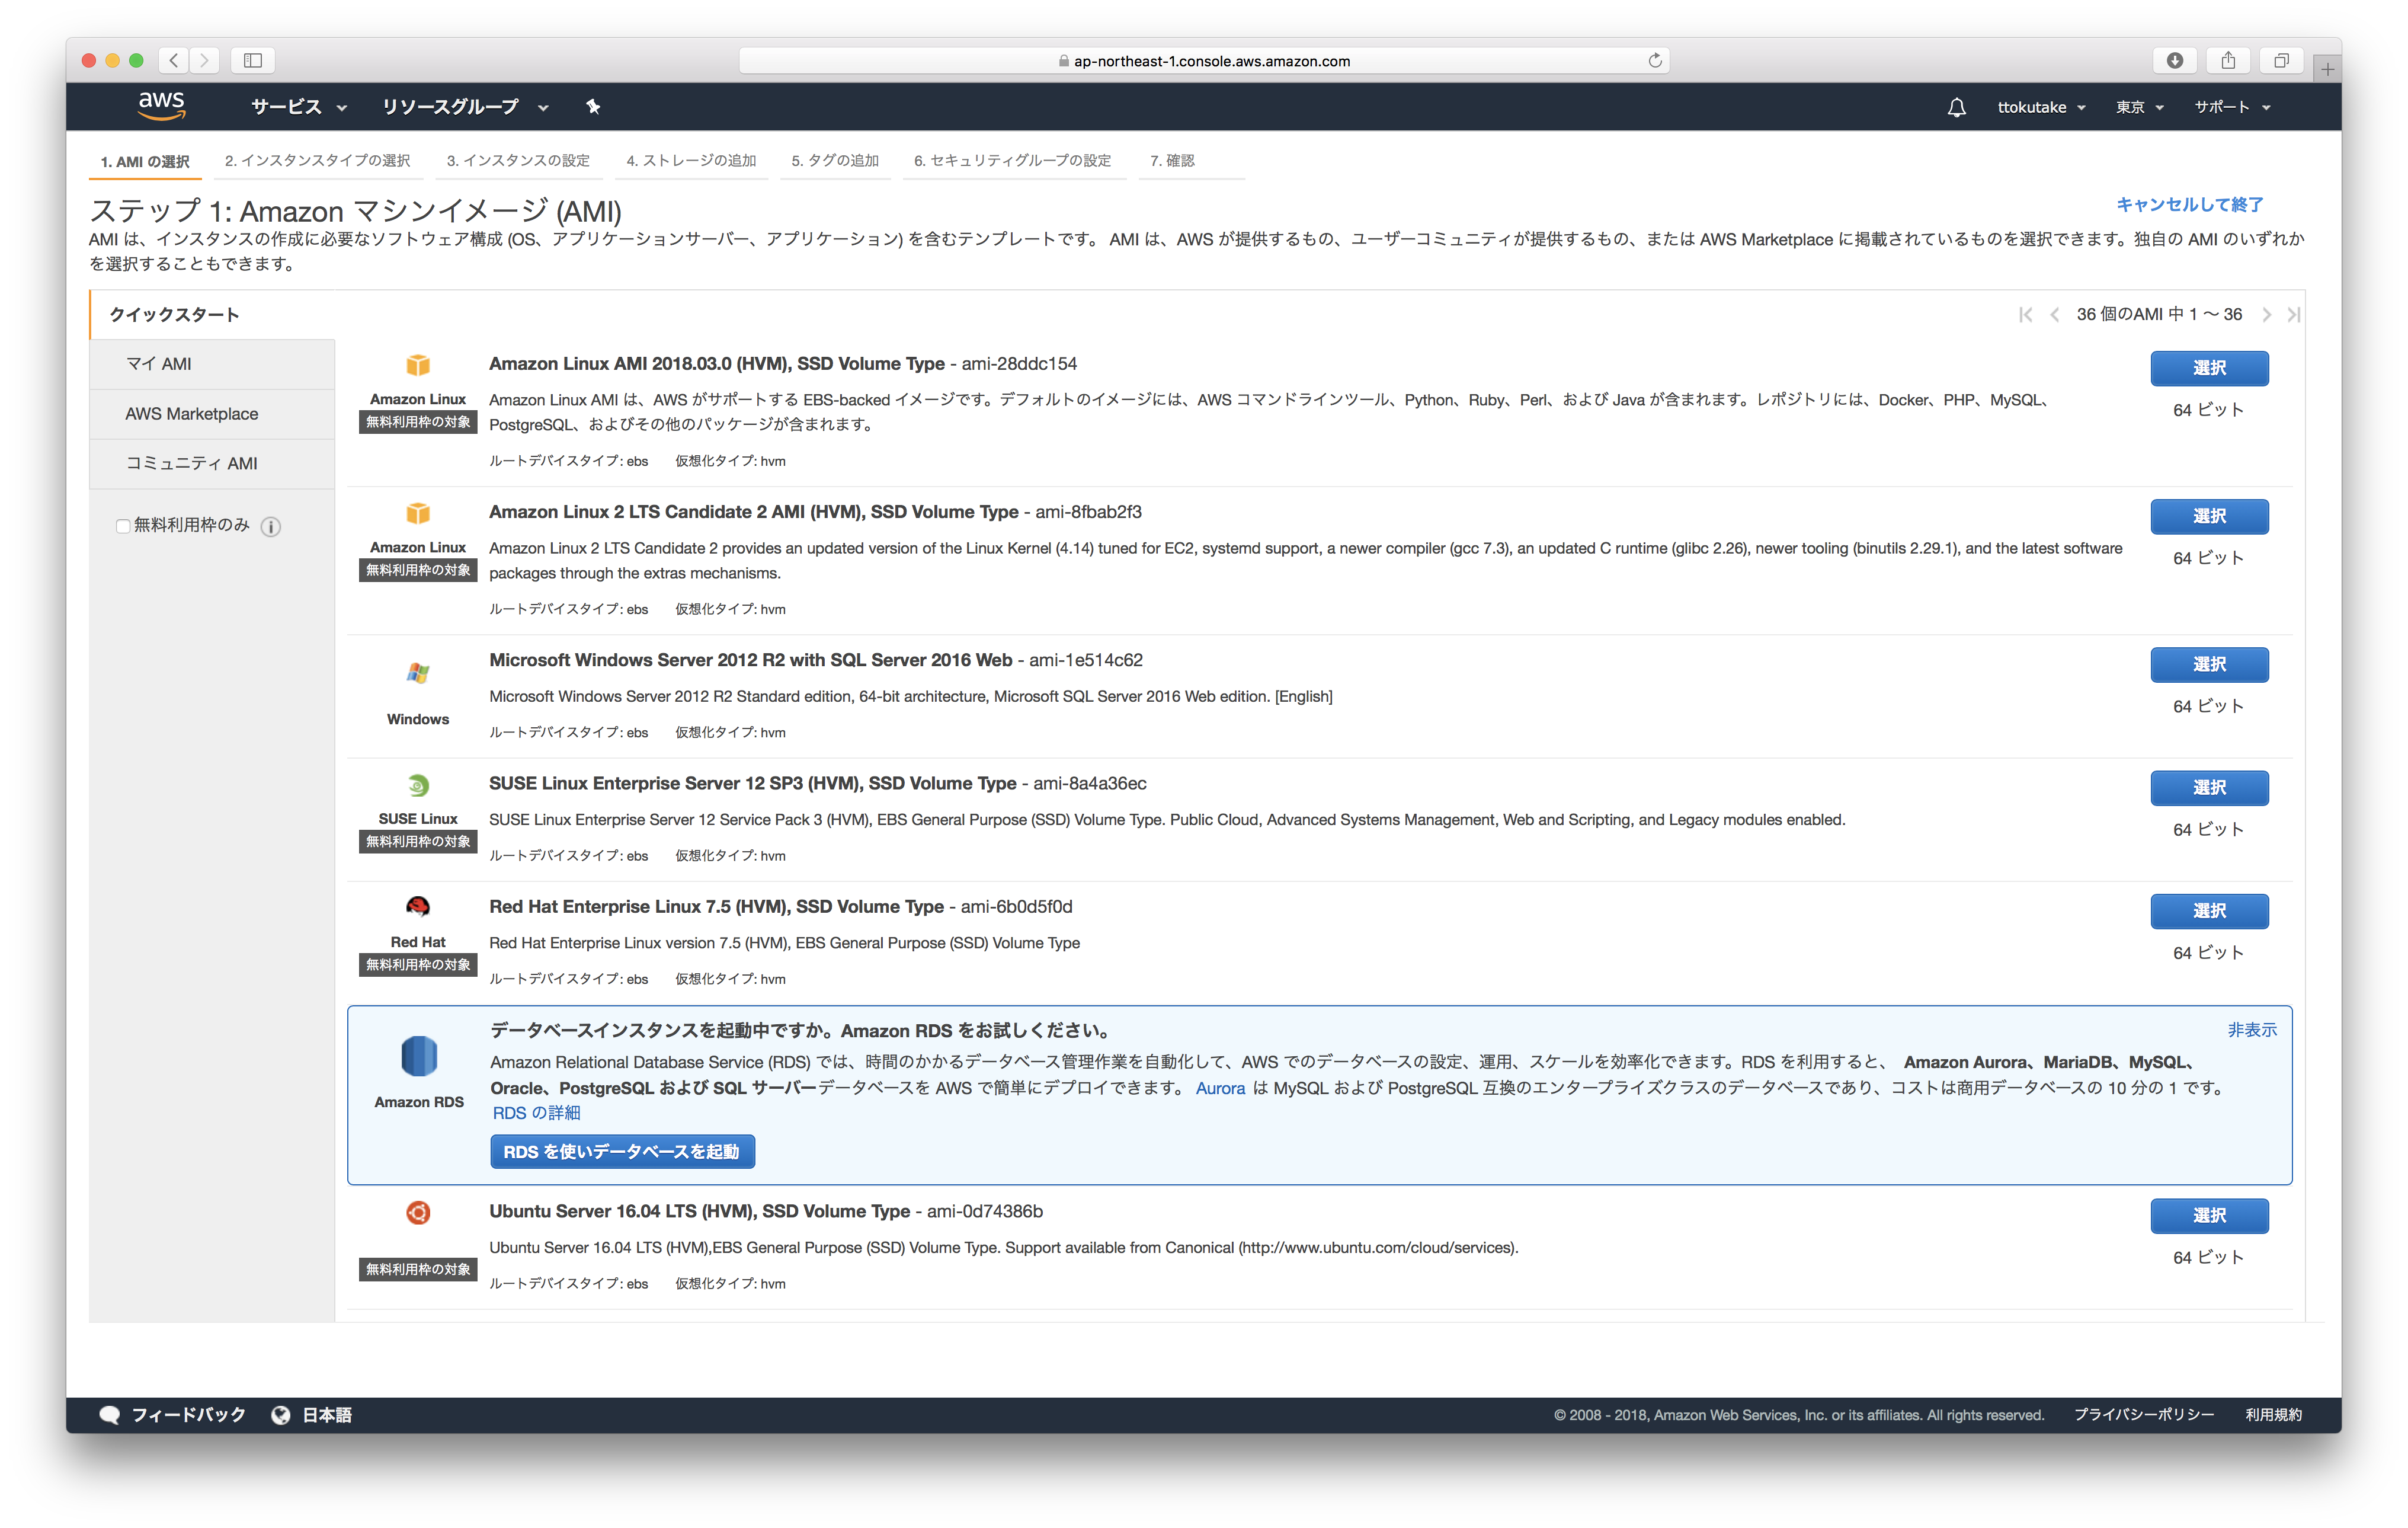 ap-northeast-1.console.aws.amazon.com
aws サービス リソースグループ ttokutake 東京 サポート
1. AMI の選択 2. インスタンスタイプの選択 3. インスタンスの設定 4. ストレージの追加 5. タグの追加 6. セキュリティグループの設定 7. 確認
ステップ 1: Amazon マシンイメージ (AMI)
キャンセルして終了
AMI は、インスタンスの作成に必要なソフトウェア構成 (OS、アプリケーションサーバー、アプリケーション) を含むテンプレートです。 AMI は、AWS が提供するもの、ユーザーコミュニティが提供するもの、または AWS Marketplace に掲載されているものを選択できます。独自の AMI のいずれか
を選択することもできます。
クイックスタート
36 個のAMI 中 1 〜 36
マイ AMI
AWS Marketplace
コミュニティ AMI
無料利用枠のみ
Amazon Linux
無料利用枠の対象
Amazon Linux AMI 2018.03.0 (HVM), SSD Volume Type - ami-28ddc154
Amazon Linux AMI は、AWS がサポートする EBS-backed イメージです。デフォルトのイメージには、AWS コマンドラインツール、Python、Ruby、Perl、および Java が含まれます。レポジトリには、Docker、PHP、MySQL、
PostgreSQL、およびその他のパッケージが含まれます。
ルートデバイスタイプ: ebs 仮想化タイプ: hvm
選択
64 ビット
Amazon Linux
無料利用枠の対象
Amazon Linux 2 LTS Candidate 2 AMI (HVM), SSD Volume Type - ami-8fbab2f3
Amazon Linux 2 LTS Candidate 2 provides an updated version of the Linux Kernel (4.14) tuned for EC2, systemd support, a newer compiler (gcc 7.3), an updated C runtime (glibc 2.26), newer tooling (binutils 2.29.1), and the latest software
packages through the extras mechanisms.
ルートデバイスタイプ: ebs 仮想化タイプ: hvm
選択
64 ビット
Windows
Microsoft Windows Server 2012 R2 with SQL Server 2016 Web - ami-1e514c62
Microsoft Windows Server 2012 R2 Standard edition, 64-bit architecture, Microsoft SQL Server 2016 Web edition. [English]
ルートデバイスタイプ: ebs 仮想化タイプ: hvm
選択
64 ビット
SUSE Linux
無料利用枠の対象
SUSE Linux Enterprise Server 12 SP3 (HVM), SSD Volume Type - ami-8a4a36ec
SUSE Linux Enterprise Server 12 Service Pack 3 (HVM), EBS General Purpose (SSD) Volume Type. Public Cloud, Advanced Systems Management, Web and Scripting, and Legacy modules enabled.
ルートデバイスタイプ: ebs 仮想化タイプ: hvm
選択
64 ビット
Red Hat
無料利用枠の対象
Red Hat Enterprise Linux 7.5 (HVM), SSD Volume Type - ami-6b0d5f0d
Red Hat Enterprise Linux version 7.5 (HVM), EBS General Purpose (SSD) Volume Type
ルートデバイスタイプ: ebs 仮想化タイプ: hvm
選択
64 ビット
Amazon RDS
データベースインスタンスを起動中ですか。Amazon RDS をお試しください。
非表示
Amazon Relational Database Service (RDS) では、時間のかかるデータベース管理作業を自動化して、AWS でのデータベースの設定、運用、スケールを効率化できます。RDS を利用すると、 Amazon Aurora、MariaDB、MySQL、
Oracle、PostgreSQL および SQL サーバーデータベースを AWS で簡単にデプロイできます。 Aurora は MySQL および PostgreSQL 互換のエンタープライズクラスのデータベースであり、コストは商用データベースの 10 分の 1 です。
RDS の詳細
RDS を使いデータベースを起動
無料利用枠の対象
Ubuntu Server 16.04 LTS (HVM), SSD Volume Type - ami-0d74386b
Ubuntu Server 16.04 LTS (HVM),EBS General Purpose (SSD) Volume Type. Support available from Canonical (http://www.ubuntu.com/cloud/services).
ルートデバイスタイプ: ebs 仮想化タイプ: hvm
選択
64 ビット
フィードバック 日本語 © 2008 - 2018, Amazon Web Services, Inc. or its affiliates. All rights reserved. プライバシーポリシー 利用規約